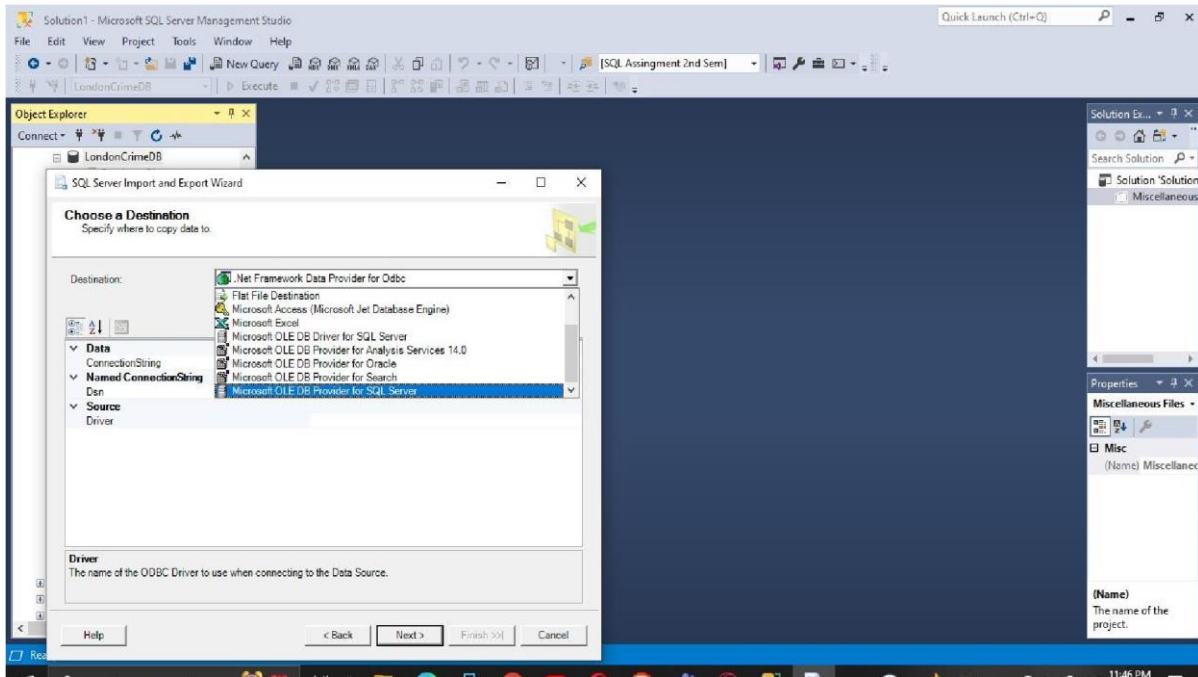 Solution1 - Microsoft SQL Server Management Studio
Quick Launch (Ctrl+Q)
File Edit View Project Tools Window Help
New Query
[SQL Assingment 2nd Sem]
LondonCrimeDB
Execute
Object Explorer
Connect
LondonCrimeDB
SQL Server Import and Export Wizard
Choose a Destination
Specify where to copy data to.
Destination:
.Net Framework Data Provider for Odbc
Flat File Destination
Microsoft Access (Microsoft Jet Database Engine)
Microsoft Excel
Microsoft OLE DB Driver for SQL Server
Microsoft OLE DB Provider for Analysis Services 14.0
Microsoft OLE DB Provider for Oracle
Microsoft OLE DB Provider for Search
Microsoft OLE DB Provider for SQL Server
Data
ConnectionString
Named ConnectionString
Dsn
Source
Driver
Driver
The name of the ODBC Driver to use when connecting to the Data Source.
Help
< Back
Next >
Finish >>|
Cancel
Rea
Solution Ex...
Search Solution
Solution 'Solution
Miscellaneous
Properties
Miscellaneous Files
Misc
(Name) Miscellanec
(Name)
The name of the
project.
11:46 PM